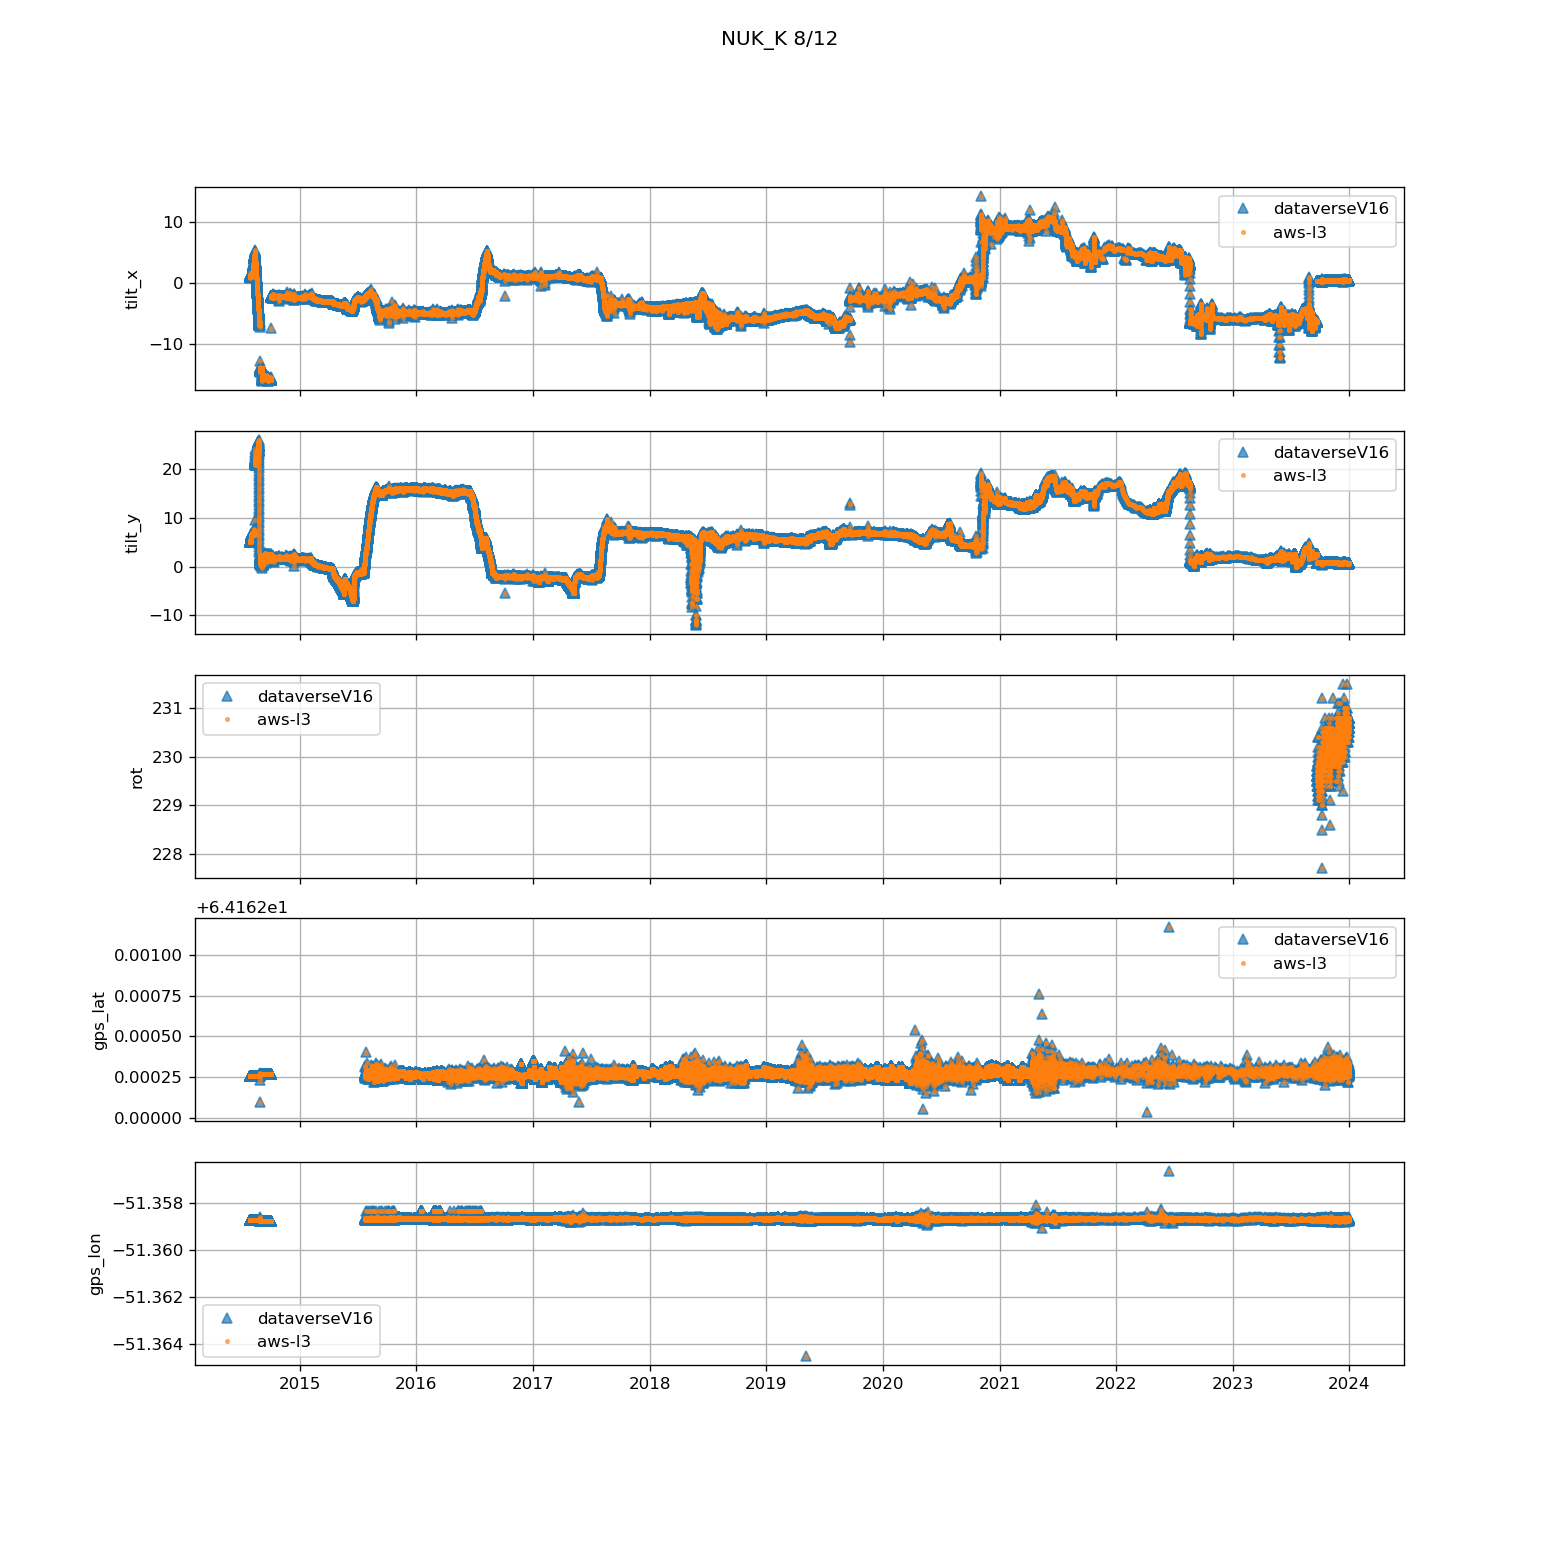 NUK_K 8/12
tilt_x
10
0
−10
dataverseV16
aws-l3
tilt_y
20
10
0
−10
dataverseV16
aws-l3
rot
231
230
229
228
dataverseV16
aws-l3
+6.4162e1
gps_lat
0.00100
0.00075
0.00050
0.00025
0.00000
dataverseV16
aws-l3
gps_lon
−51.358
−51.360
−51.362
−51.364
dataverseV16
aws-l3
2015 2016 2017 2018 2019 2020 2021 2022 2023 2024